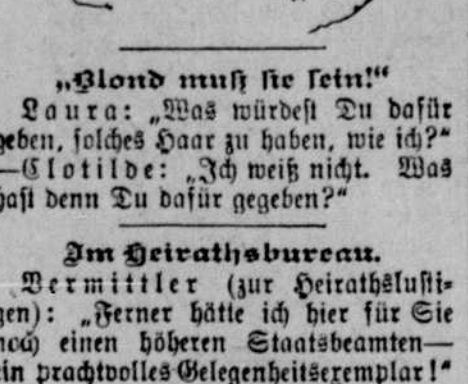 „Blond muß sie sein!“
Laura: „Was würdest Du dafür
geben, solches Haar zu haben, wie ich?“
—Clotilde: „Ich weiß nicht. Was
hast denn Du dafür gegeben?“
Im Heirathsbureau.
Vermittler (zur Heirathslusti-
gen): „Ferner hätte ich hier für Sie
noch einen höheren Staatsbeamten—
ein prachtvolles Gelegenheitsexemplar!“